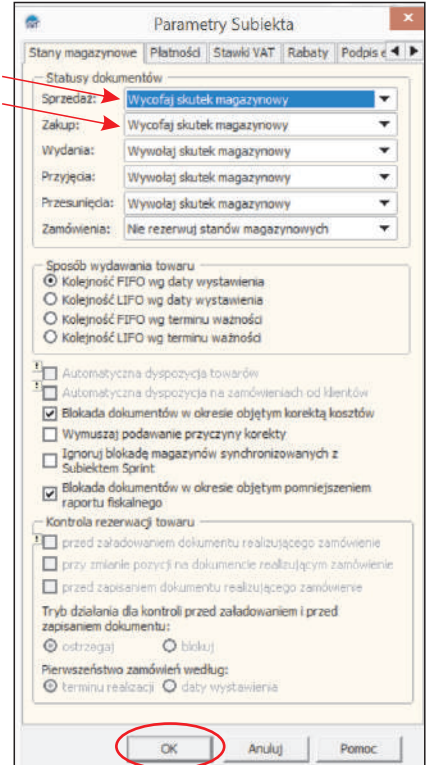 Parametry Subiekta
Stany magazynowe Płatności Stawki VAT Rabaty Podpis e
Statusy dokumentów
Sprzedaż: Wycofaj skutek magazynowy
Zakup: Wycofaj skutek magazynowy
Wydania: Wywołaj skutek magazynowy
Przyjęcia: Wywołaj skutek magazynowy
Przesunięcia: Wywołaj skutek magazynowy
Zamówienia: Nie rezerwuj stanów magazynowych
Sposób wydawania towaru
Kolejność FIFO wg daty wystawienia
Kolejność LIFO wg daty wystawienia
Kolejność FIFO wg terminu ważności
Kolejność LIFO wg terminu ważności
Automatyczna dyspozycja towarów
Automatyczna dyspozycja na zamówieniach od klientów
Blokada dokumentów w okresie objętym korektą kosztów
Wymuszaj podawanie przyczyny korekty
Ignoruj blokadę magazynów synchronizowanych z
Subiektem Sprint
Blokada dokumentów w okresie objętym pomniejszeniem
raportu fiskalnego
Kontrola rezerwacji towaru
przed załadowaniem dokumentu realizującego zamówienie
przy zmianie pozycji na dokumencie realizującym zamówienie
przed zapisaniem dokumentu realizującego zamówienie
Tryb działania dla kontroli przed załadowaniem i przed
zapisaniem dokumentu:
ostrzegaj blokuj
Pierwszeństwo zamówień według:
terminu realizacji daty wystawienia
OK Anuluj Pomoc